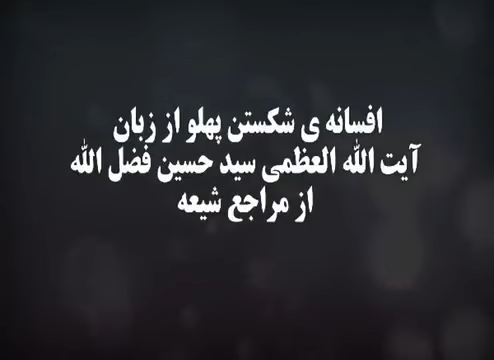 افسانه ی شکستن پهلو از زبان
آیت الله العظمی سید حسین فضل الله
از مراجع شیعه